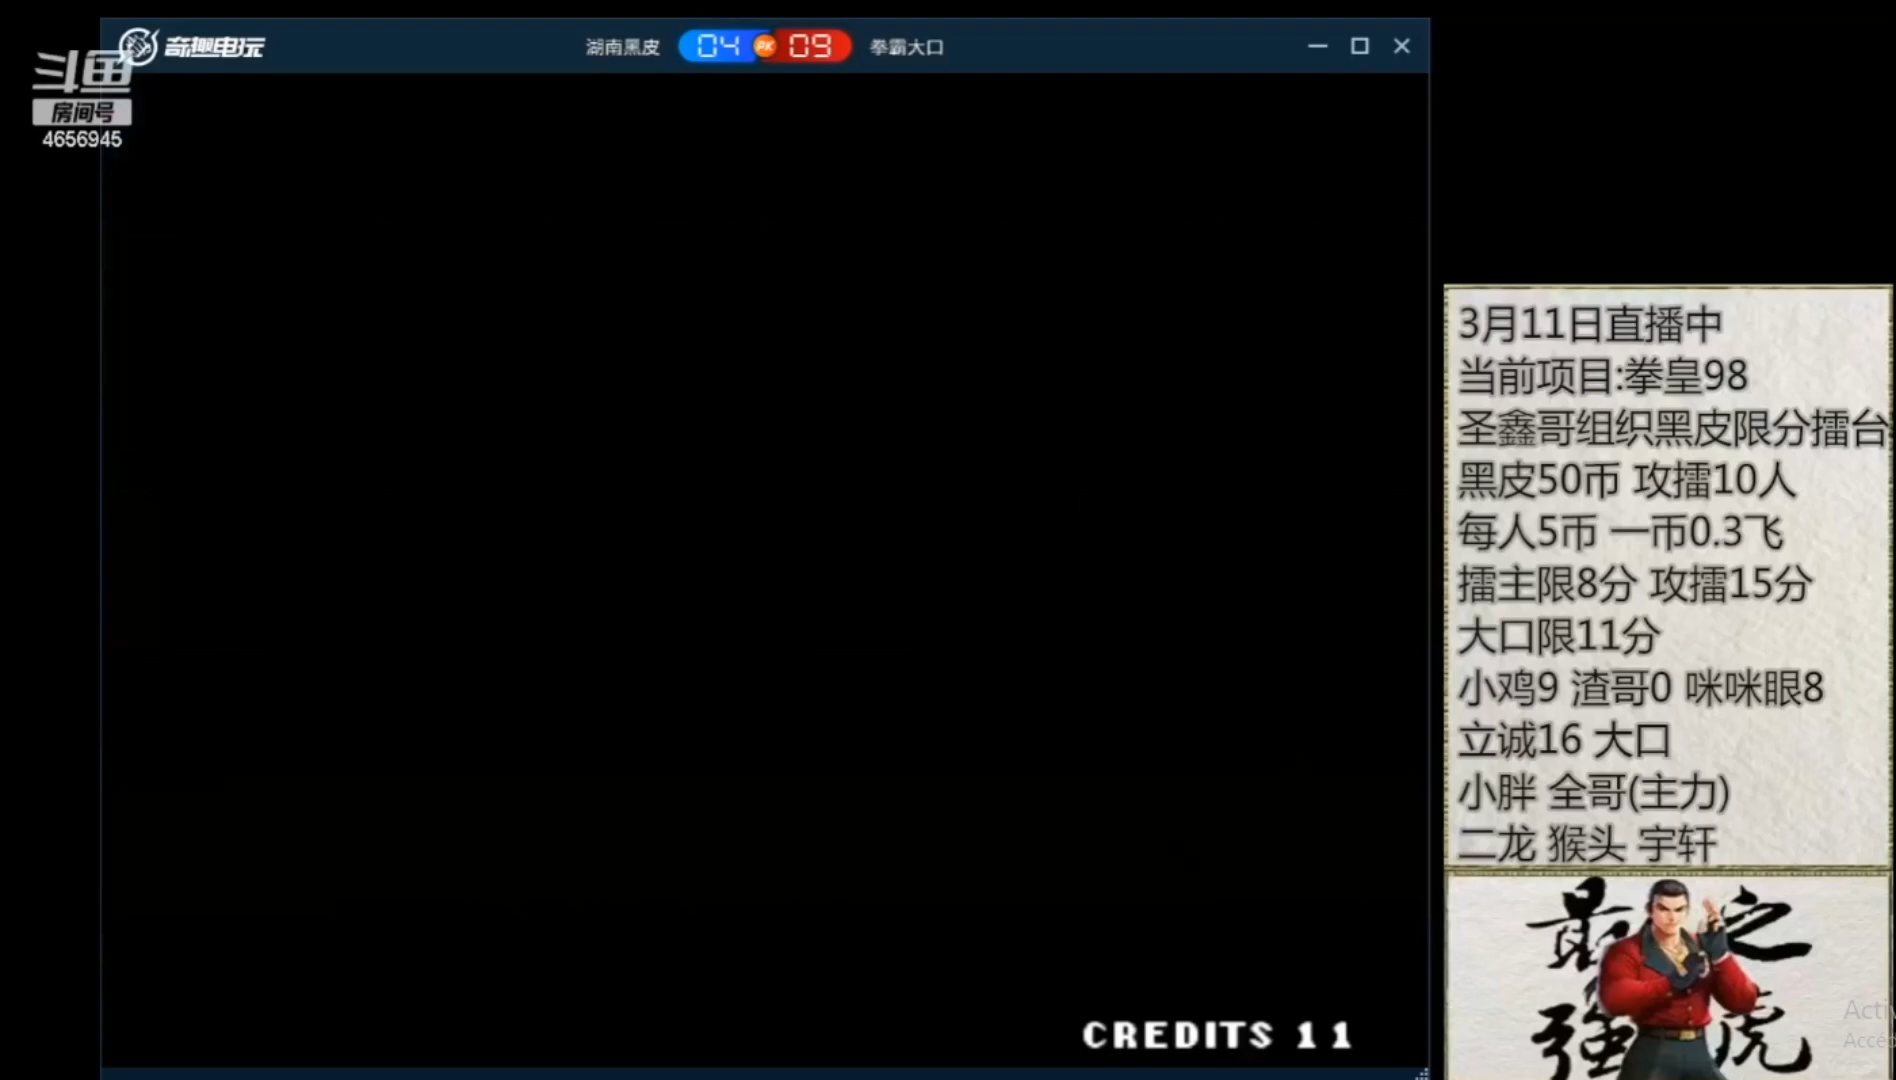 斗鱼
房间号
4656945
奇趣电玩
湖南黑皮 04 PK 09 拳霸大口
3月11日直播中
当前项目:拳皇98
圣鑫哥组织黑皮限分擂台
黑皮50币 攻擂10人
每人5币 一币0.3飞
擂主限8分 攻擂15分
大口限11分
小鸡9 渣哥0 咪咪眼8
立诚16 大口
小胖 全哥(主力)
二龙 猴头 宇轩
最 之
强 虎
CREDITS 11